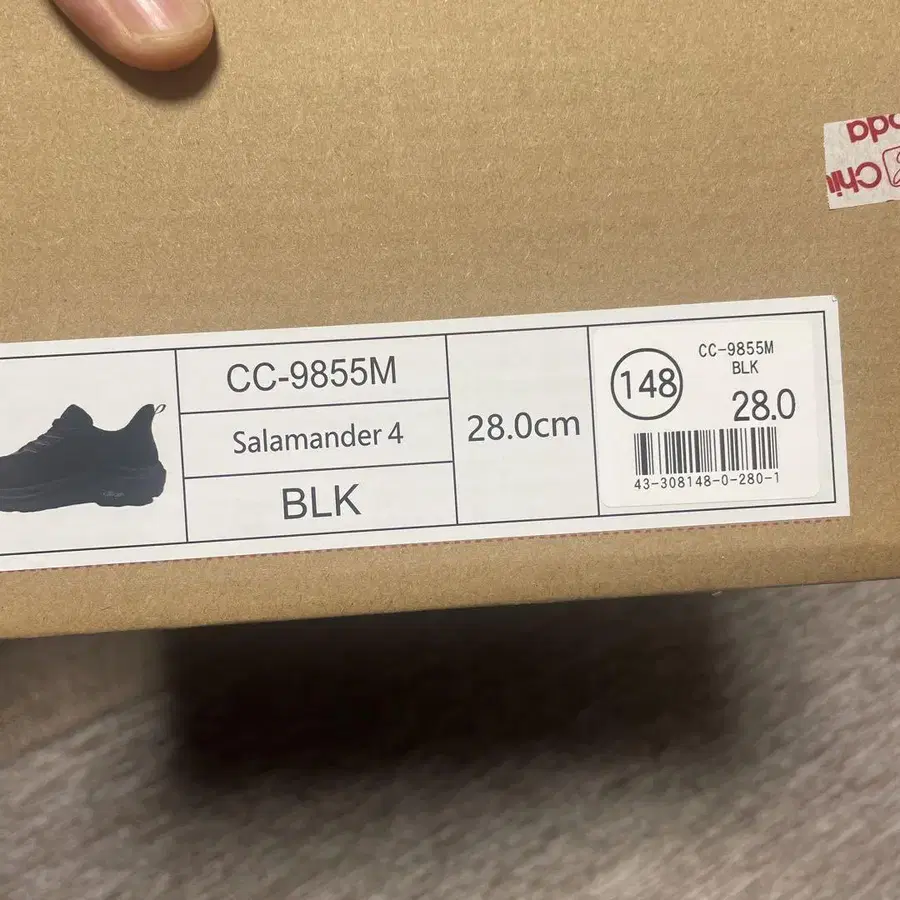 CC-9855M
Salamander 4
BLK
28.0cm
148
CC-9855M
BLK
28.0
43-308148-0-280-1